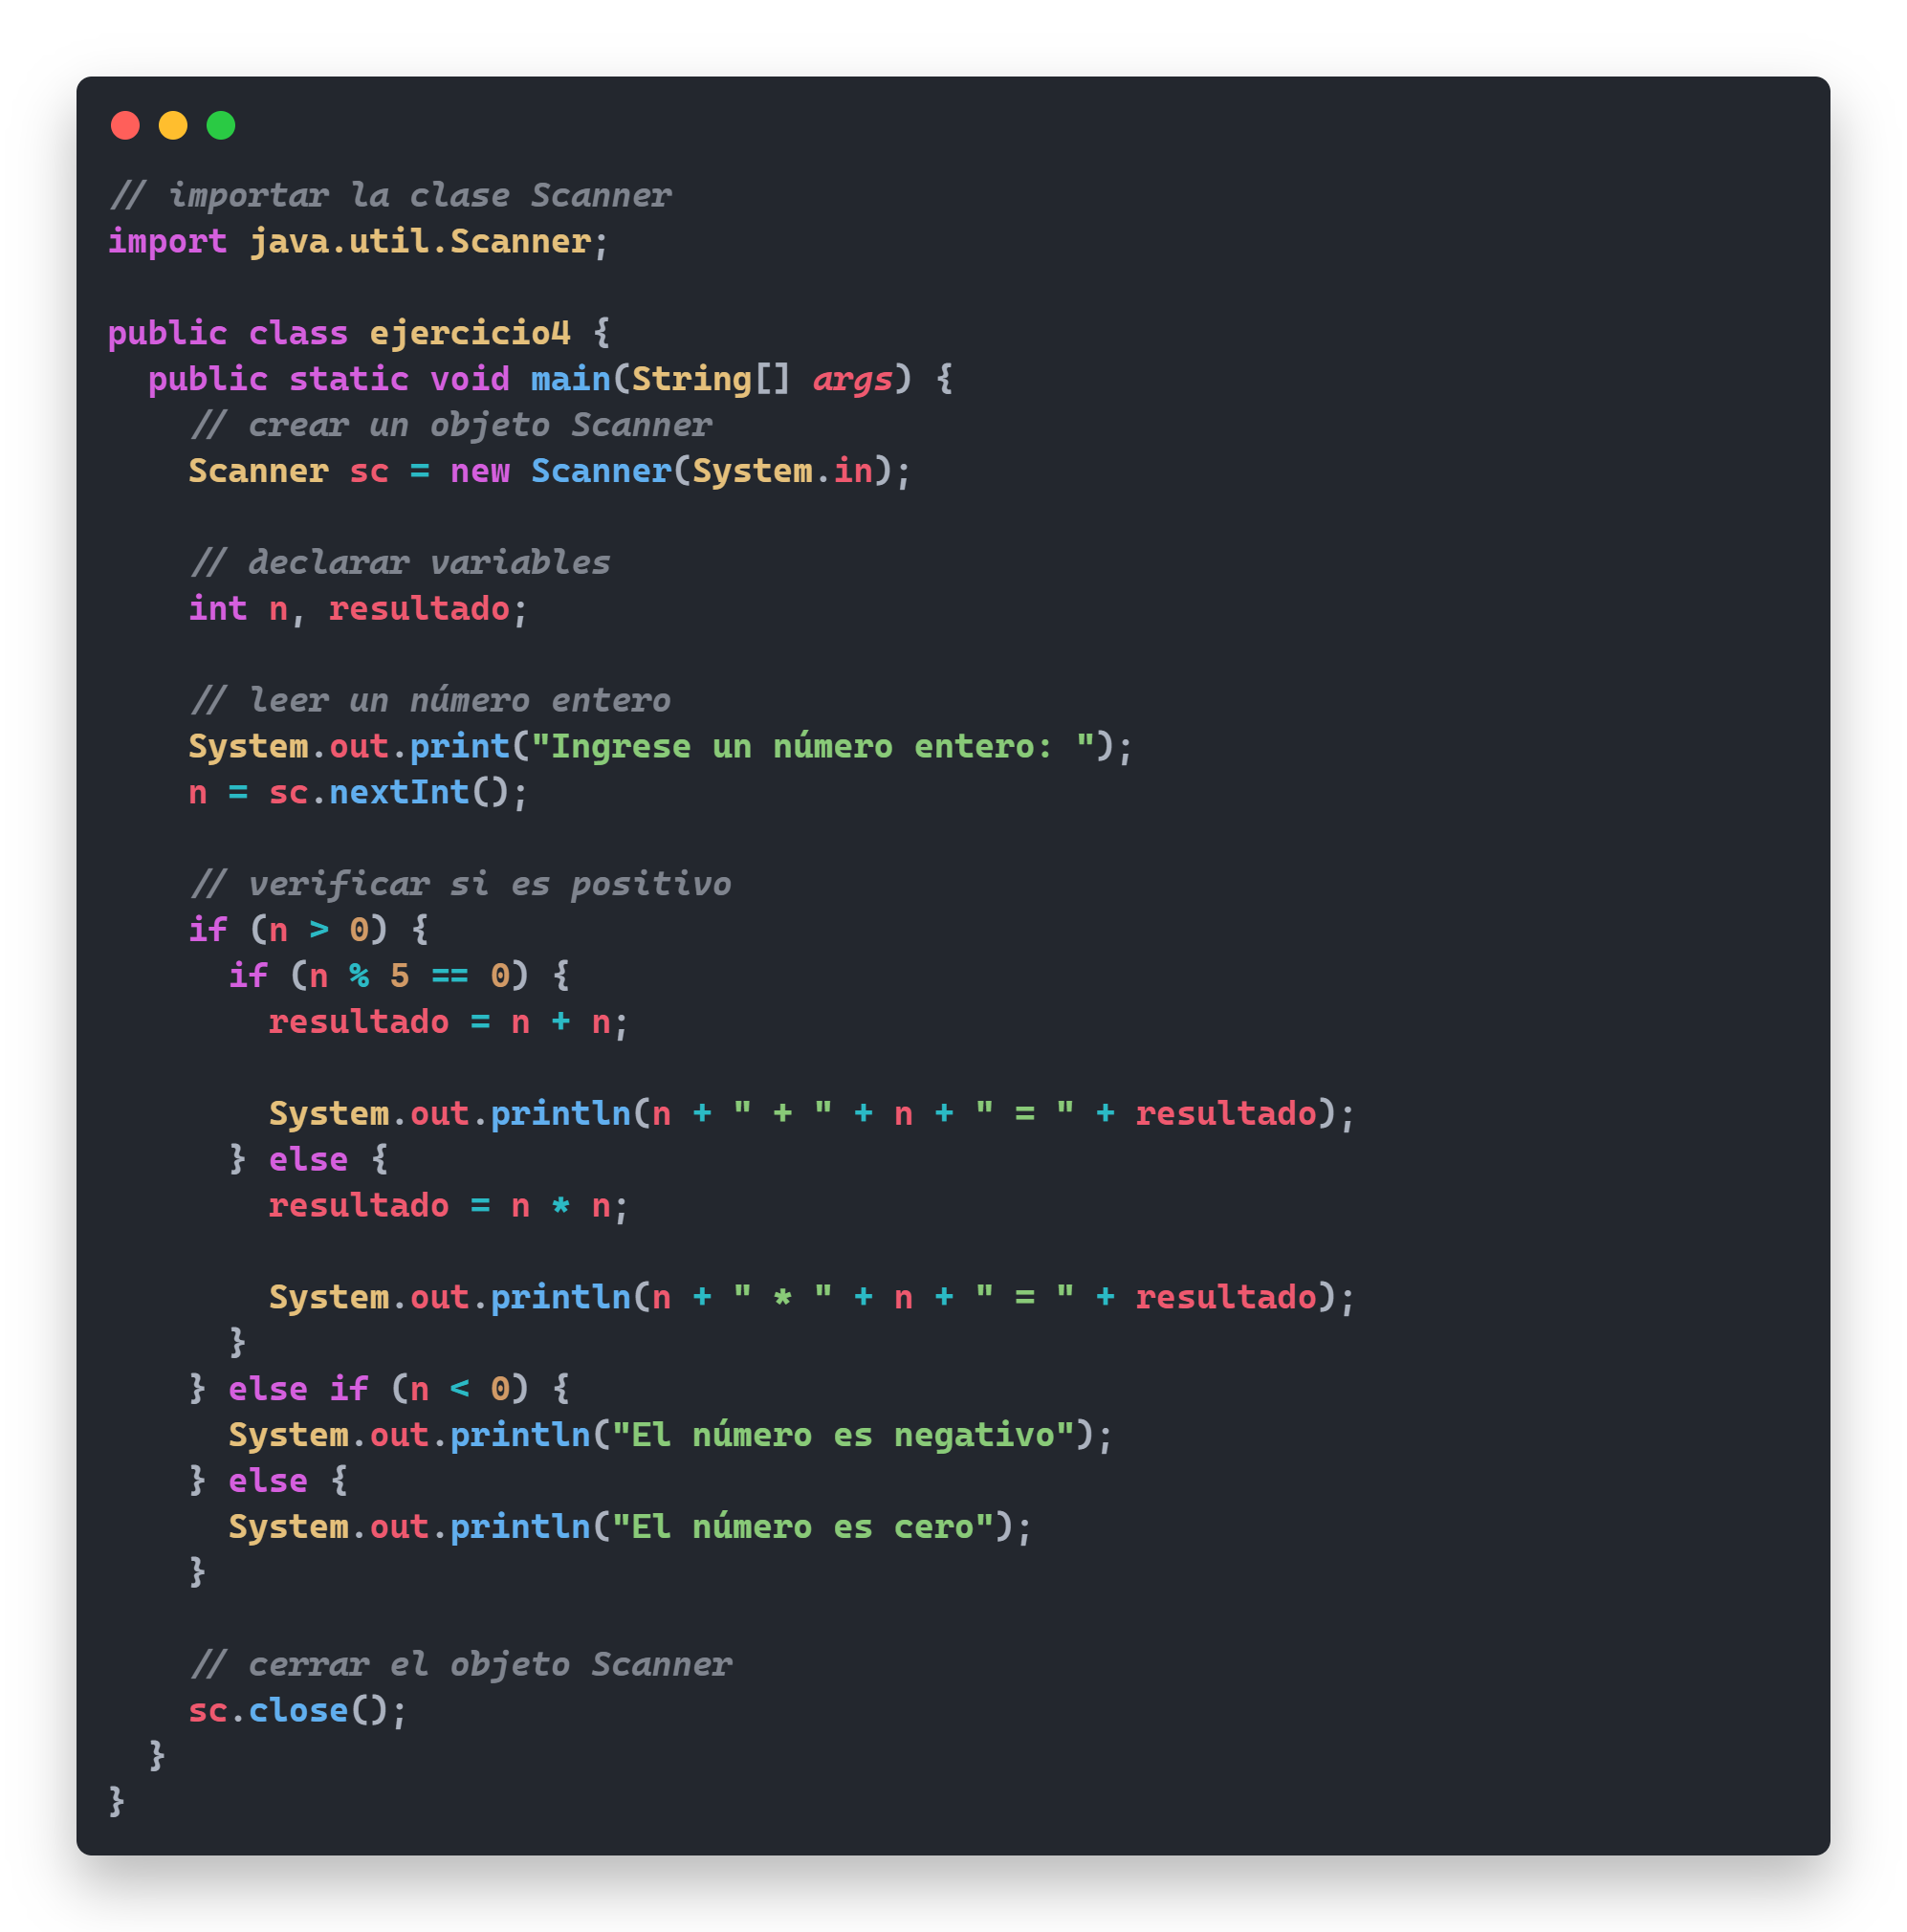 // importar la clase Scanner
import java.util.Scanner;

public class ejercicio4 {
  public static void main(String[] args) {
    // crear un objeto Scanner
    Scanner sc = new Scanner(System.in);

    // declarar variables
    int n, resultado;

    // leer un número entero
    System.out.print("Ingrese un número entero: ");
    n = sc.nextInt();

    // verificar si es positivo
    if (n > 0) {
      if (n % 5 == 0) {
        resultado = n + n;

        System.out.println(n + " + " + n + " = " + resultado);
      } else {
        resultado = n * n;

        System.out.println(n + " * " + n + " = " + resultado);
      }
    } else if (n < 0) {
      System.out.println("El número es negativo");
    } else {
      System.out.println("El número es cero");
    }

    // cerrar el objeto Scanner
    sc.close();
  }
}